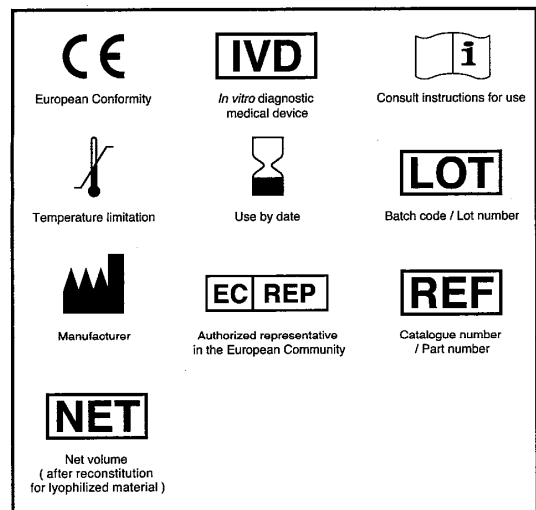 CE
European Conformity
IVD
In vitro diagnostic
medical device
i
Consult instructions for use
Temperature limitation
Use by date
LOT
Batch code / Lot number
Manufacturer
EC REP
Authorized representative
in the European Community
REF
Catalogue number
/ Part number
NET
Net volume
( after reconstitution
for lyophilized material )